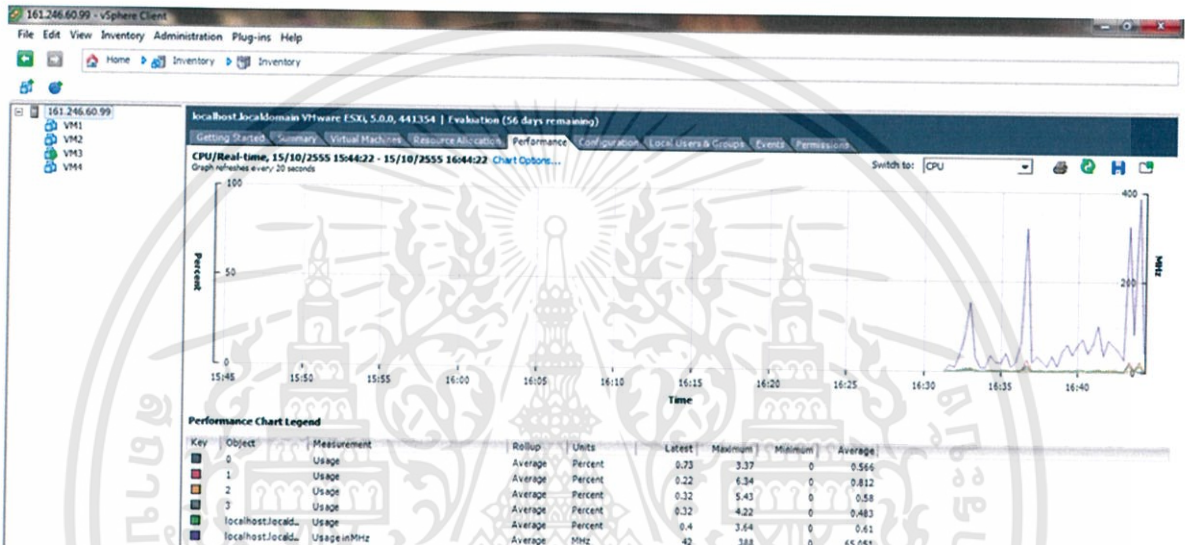 161.246.60.99 - vSphere Client
File Edit View Inventory Administration Plug-ins Help
Home Inventory Inventory
161.246.60.99
VM1
VM2
VM3
VM4
localhost.localdomain VMware ESXi, 5.0.0, 441354 | Evaluation (56 days remaining)
Getting Started Summary Virtual Machines Resource Allocation Performance Configuration Local Users & Groups Events Permissions
CPU/Real-time, 15/10/2555 15:44:22 - 15/10/2555 16:44:22 Chart Options...
Graph refreshes every 20 seconds
Switch to: CPU
100
50
0
Percent
400
200
MHz
15:45 15:50 15:55 16:00 16:05 16:10 16:15 16:20 16:25 16:30 16:35 16:40
Time
Performance Chart Legend
Key Object Measurement Rollup Units Latest Maximum Minimum Average
0 Usage Average Percent 0.73 3.37 0 0.566
1 Usage Average Percent 0.22 6.34 0 0.812
2 Usage Average Percent 0.32 5.43 0 0.58
3 Usage Average Percent 0.32 4.22 0 0.483
localhost.locald... Usage Average Percent 0.4 3.64 0 0.61
localhost.locald... Usage in MHz Average MHz 42 388 0 65.051